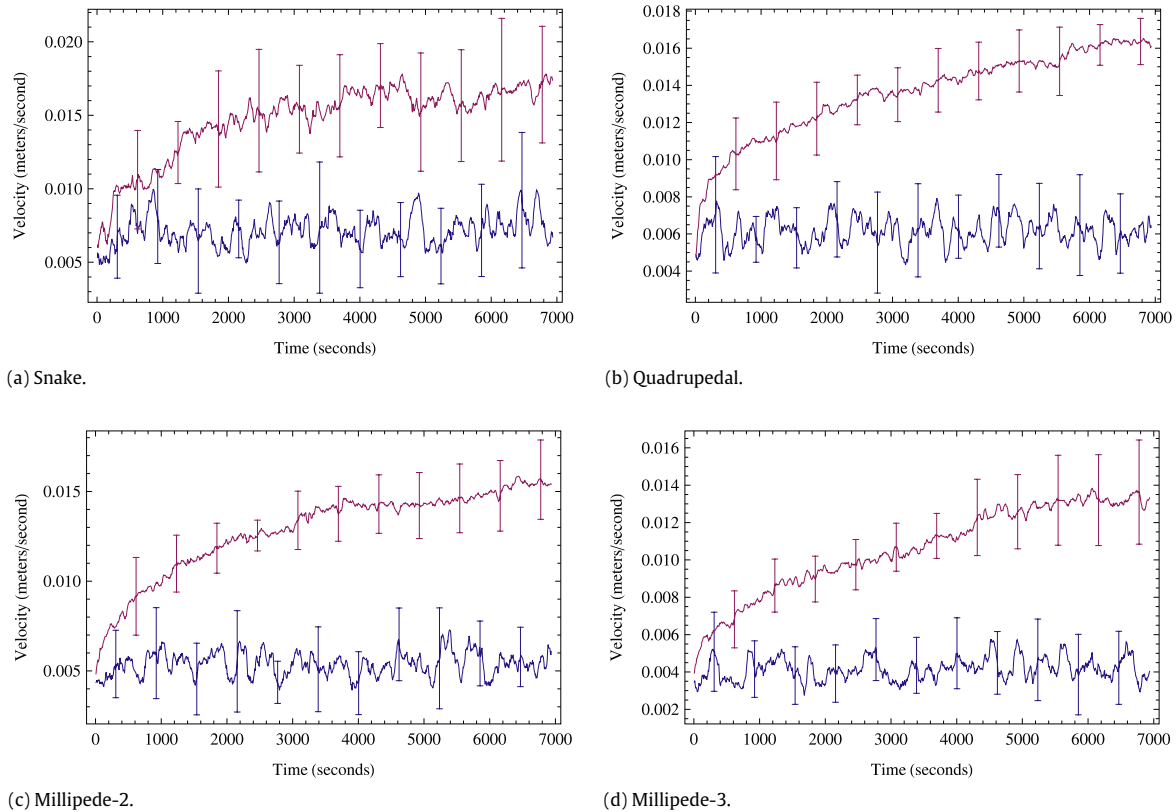 0.020
0.015
0.010
0.005
Velocity (meters/second)
0 1000 2000 3000 4000 5000 6000 7000
Time (seconds)
(a) Snake.
0.018
0.016
0.014
0.012
0.010
0.008
0.006
0.004
Velocity (meters/second)
0 1000 2000 3000 4000 5000 6000 7000
Time (seconds)
(b) Quadrupedal.
0.015
0.010
0.005
Velocity (meters/second)
0 1000 2000 3000 4000 5000 6000 7000
Time (seconds)
(c) Millipede-2.
0.016
0.014
0.012
0.010
0.008
0.006
0.004
0.002
Velocity (meters/second)
0 1000 2000 3000 4000 5000 6000 7000
Time (seconds)
(d) Millipede-3.